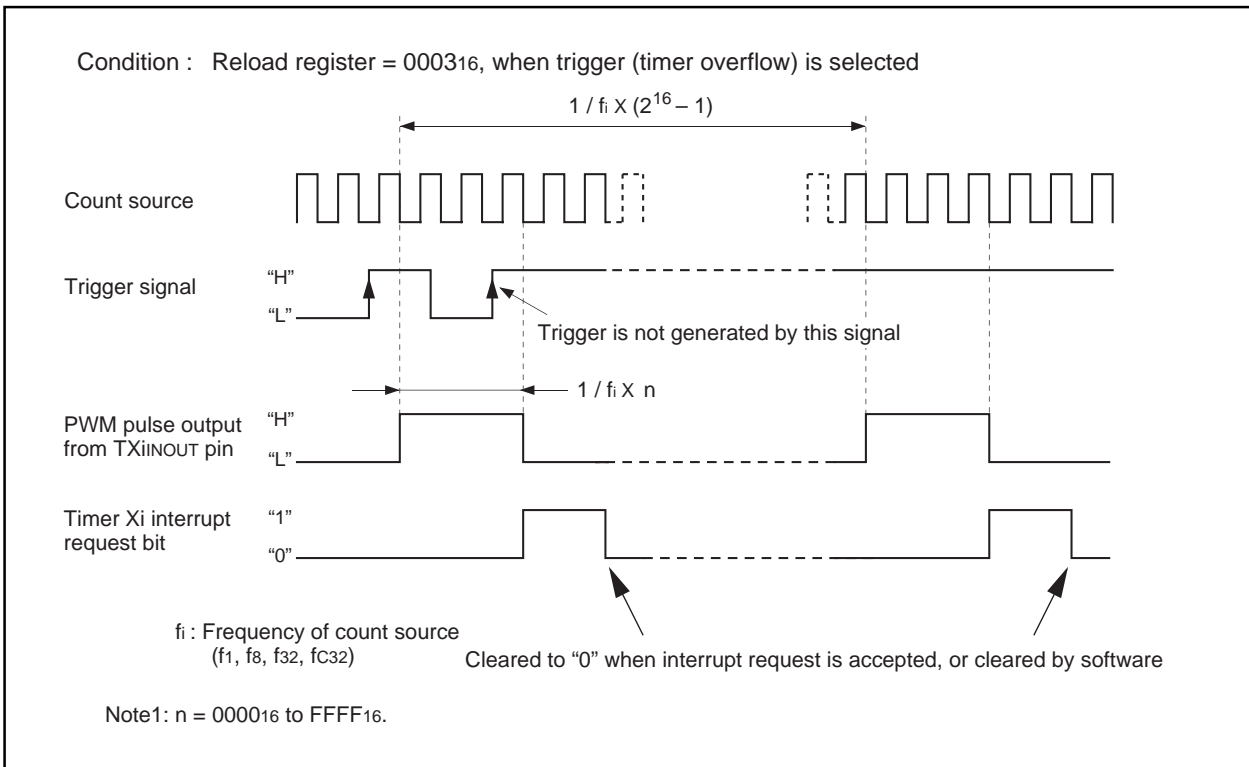 Condition : Reload register = 000316, when trigger (timer overflow) is selected
1 / fi X (2^16 – 1)
Count source
Trigger signal
“H”
“L”
Trigger is not generated by this signal
1 / fi X n
PWM pulse output
from TXiINOUT pin
“H”
“L”
Timer Xi interrupt
request bit
“1”
“0”
fi : Frequency of count source
(f1, f8, f32, fC32)
Cleared to “0” when interrupt request is accepted, or cleared by software
Note1: n = 000016 to FFFF16.